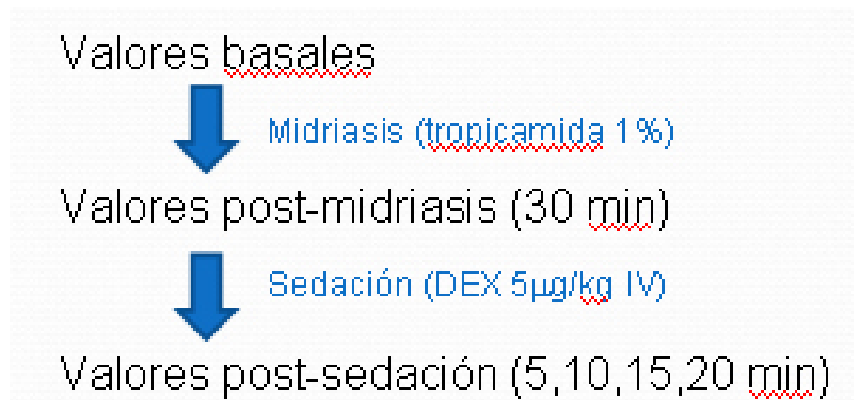 Valores basales
Midriasis (tropicamida 1%)
Valores post-midriasis (30 min)
Sedación (DEX 5µg/kg IV)
Valores post-sedación (5,10,15,20 min)